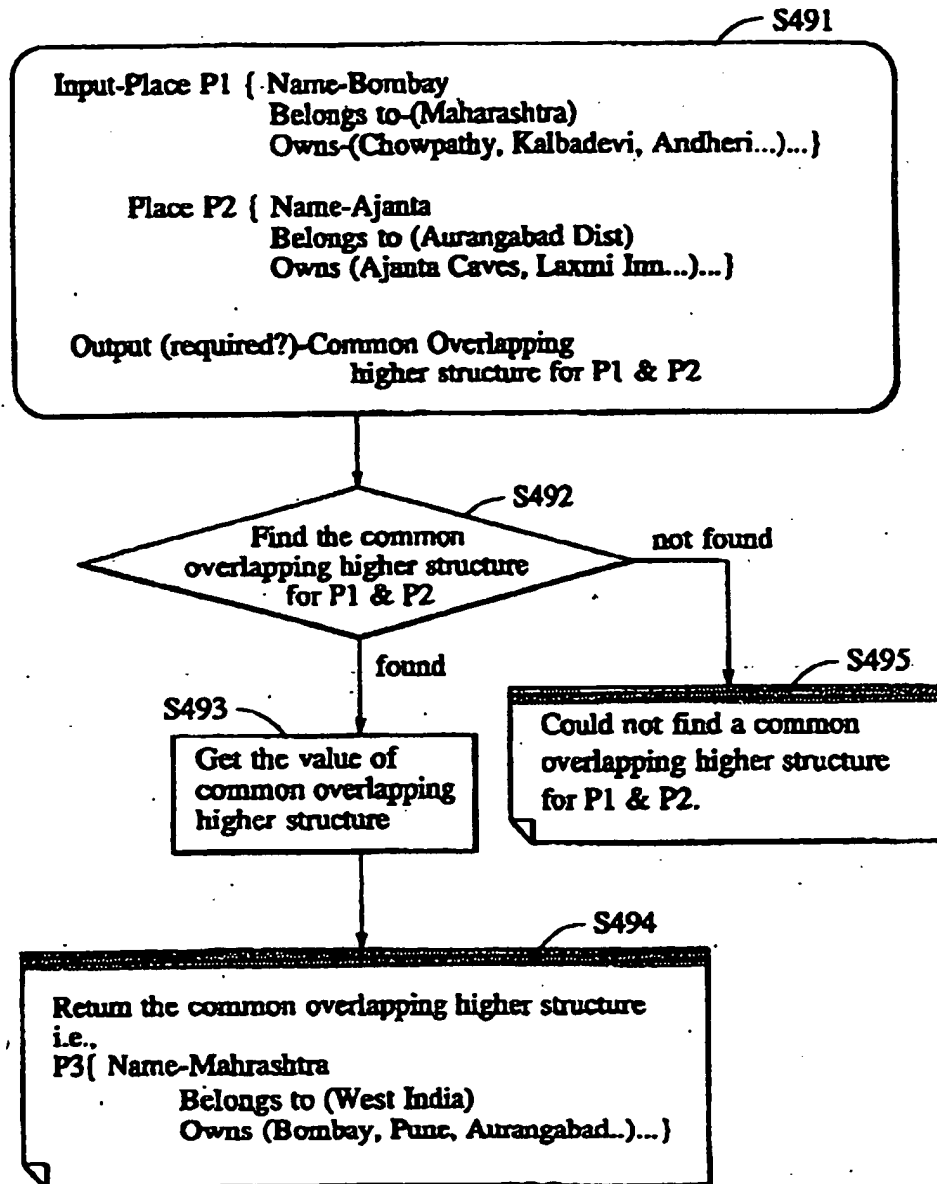 S491
Input-Place P1 { Name-Bombay
Belongs to-(Maharashtra)
Owns-(Chowpathy, Kalbadevi, Andheri...)...}
Place P2 { Name-Ajanta
Belongs to (Aurangabad Dist)
Owns (Ajanta Caves, Laxmi Inn...)...}
Output (required?)-Common Overlapping
higher structure for P1 & P2
S492
Find the common
overlapping higher structure
for P1 & P2
not found
found
S495
Could not find a common
overlapping higher structure
for P1 & P2.
S493
Get the value of
common overlapping
higher structure
S494
Return the common overlapping higher structure
i.e.,
P3{ Name-Mahrashtra
Belongs to (West India)
Owns (Bombay, Pune, Aurangabad..)...}